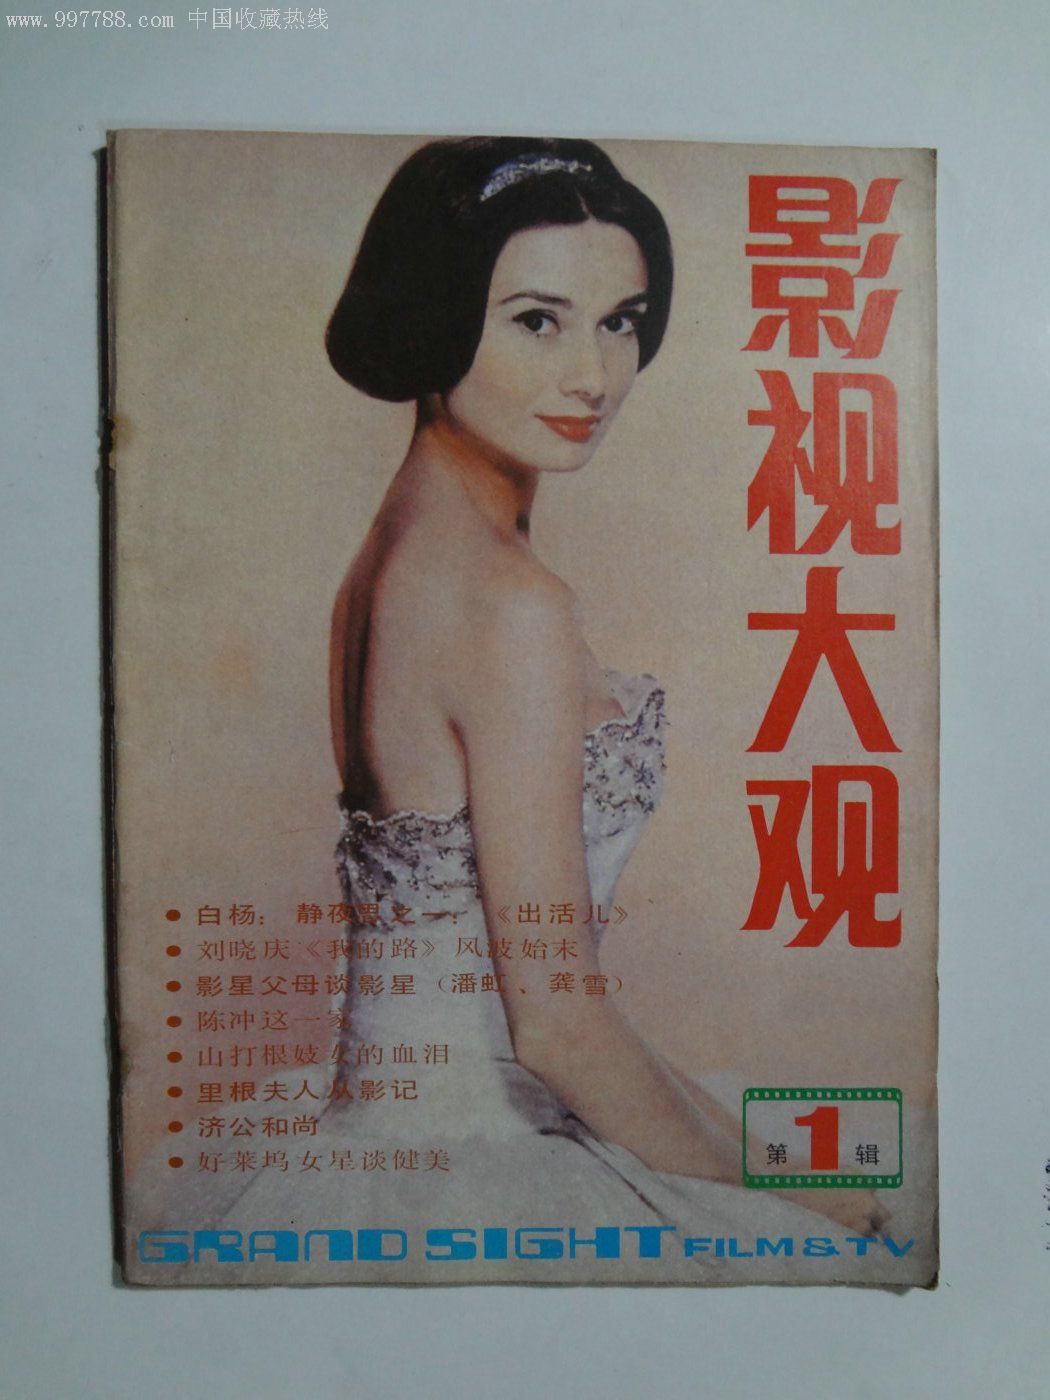 www.997788.com 中国收藏热线
影视大观
白杨：静夜思之一：《出活儿》
刘晓庆《我的路》风波始末
影星父母谈影星（潘虹、龚雪）
陈冲这一家
山打根妓女的血泪
里根夫人从影记
济公和尚
好莱坞女星谈健美
第1辑
GRAND SIGHT FILM & TV